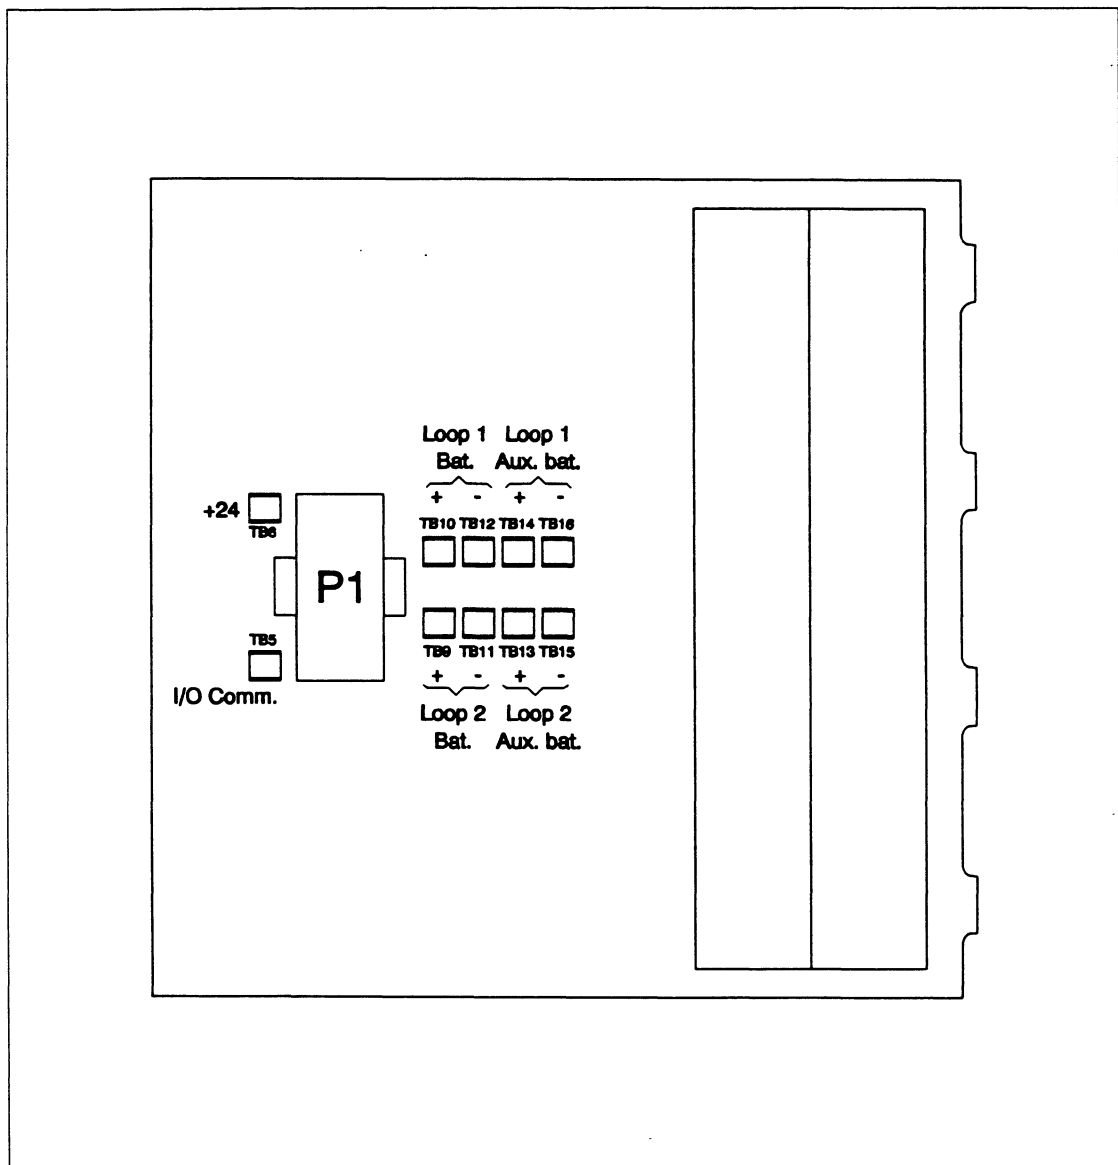 Loop 1 Loop 1
Bat. Aux. bat.
+ - + -
+24
TB6
TB10 TB12 TB14 TB16
P1
TB5
I/O Comm.
TB9 TB11 TB13 TB15
+ - + -
Loop 2 Loop 2
Bat. Aux. bat.